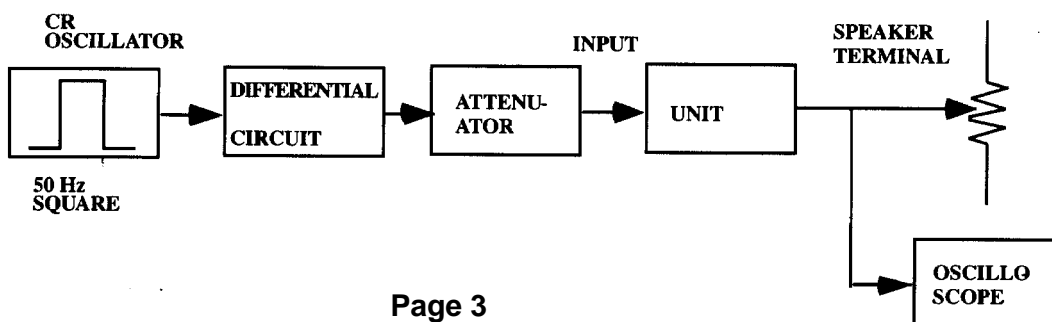 CR
OSCILLATOR
50 Hz
SQUARE
DIFFERENTIAL
CIRCUIT
ATTENU-
ATOR
INPUT
UNIT
SPEAKER
TERMINAL
OSCILLO
SCOPE
Page 3